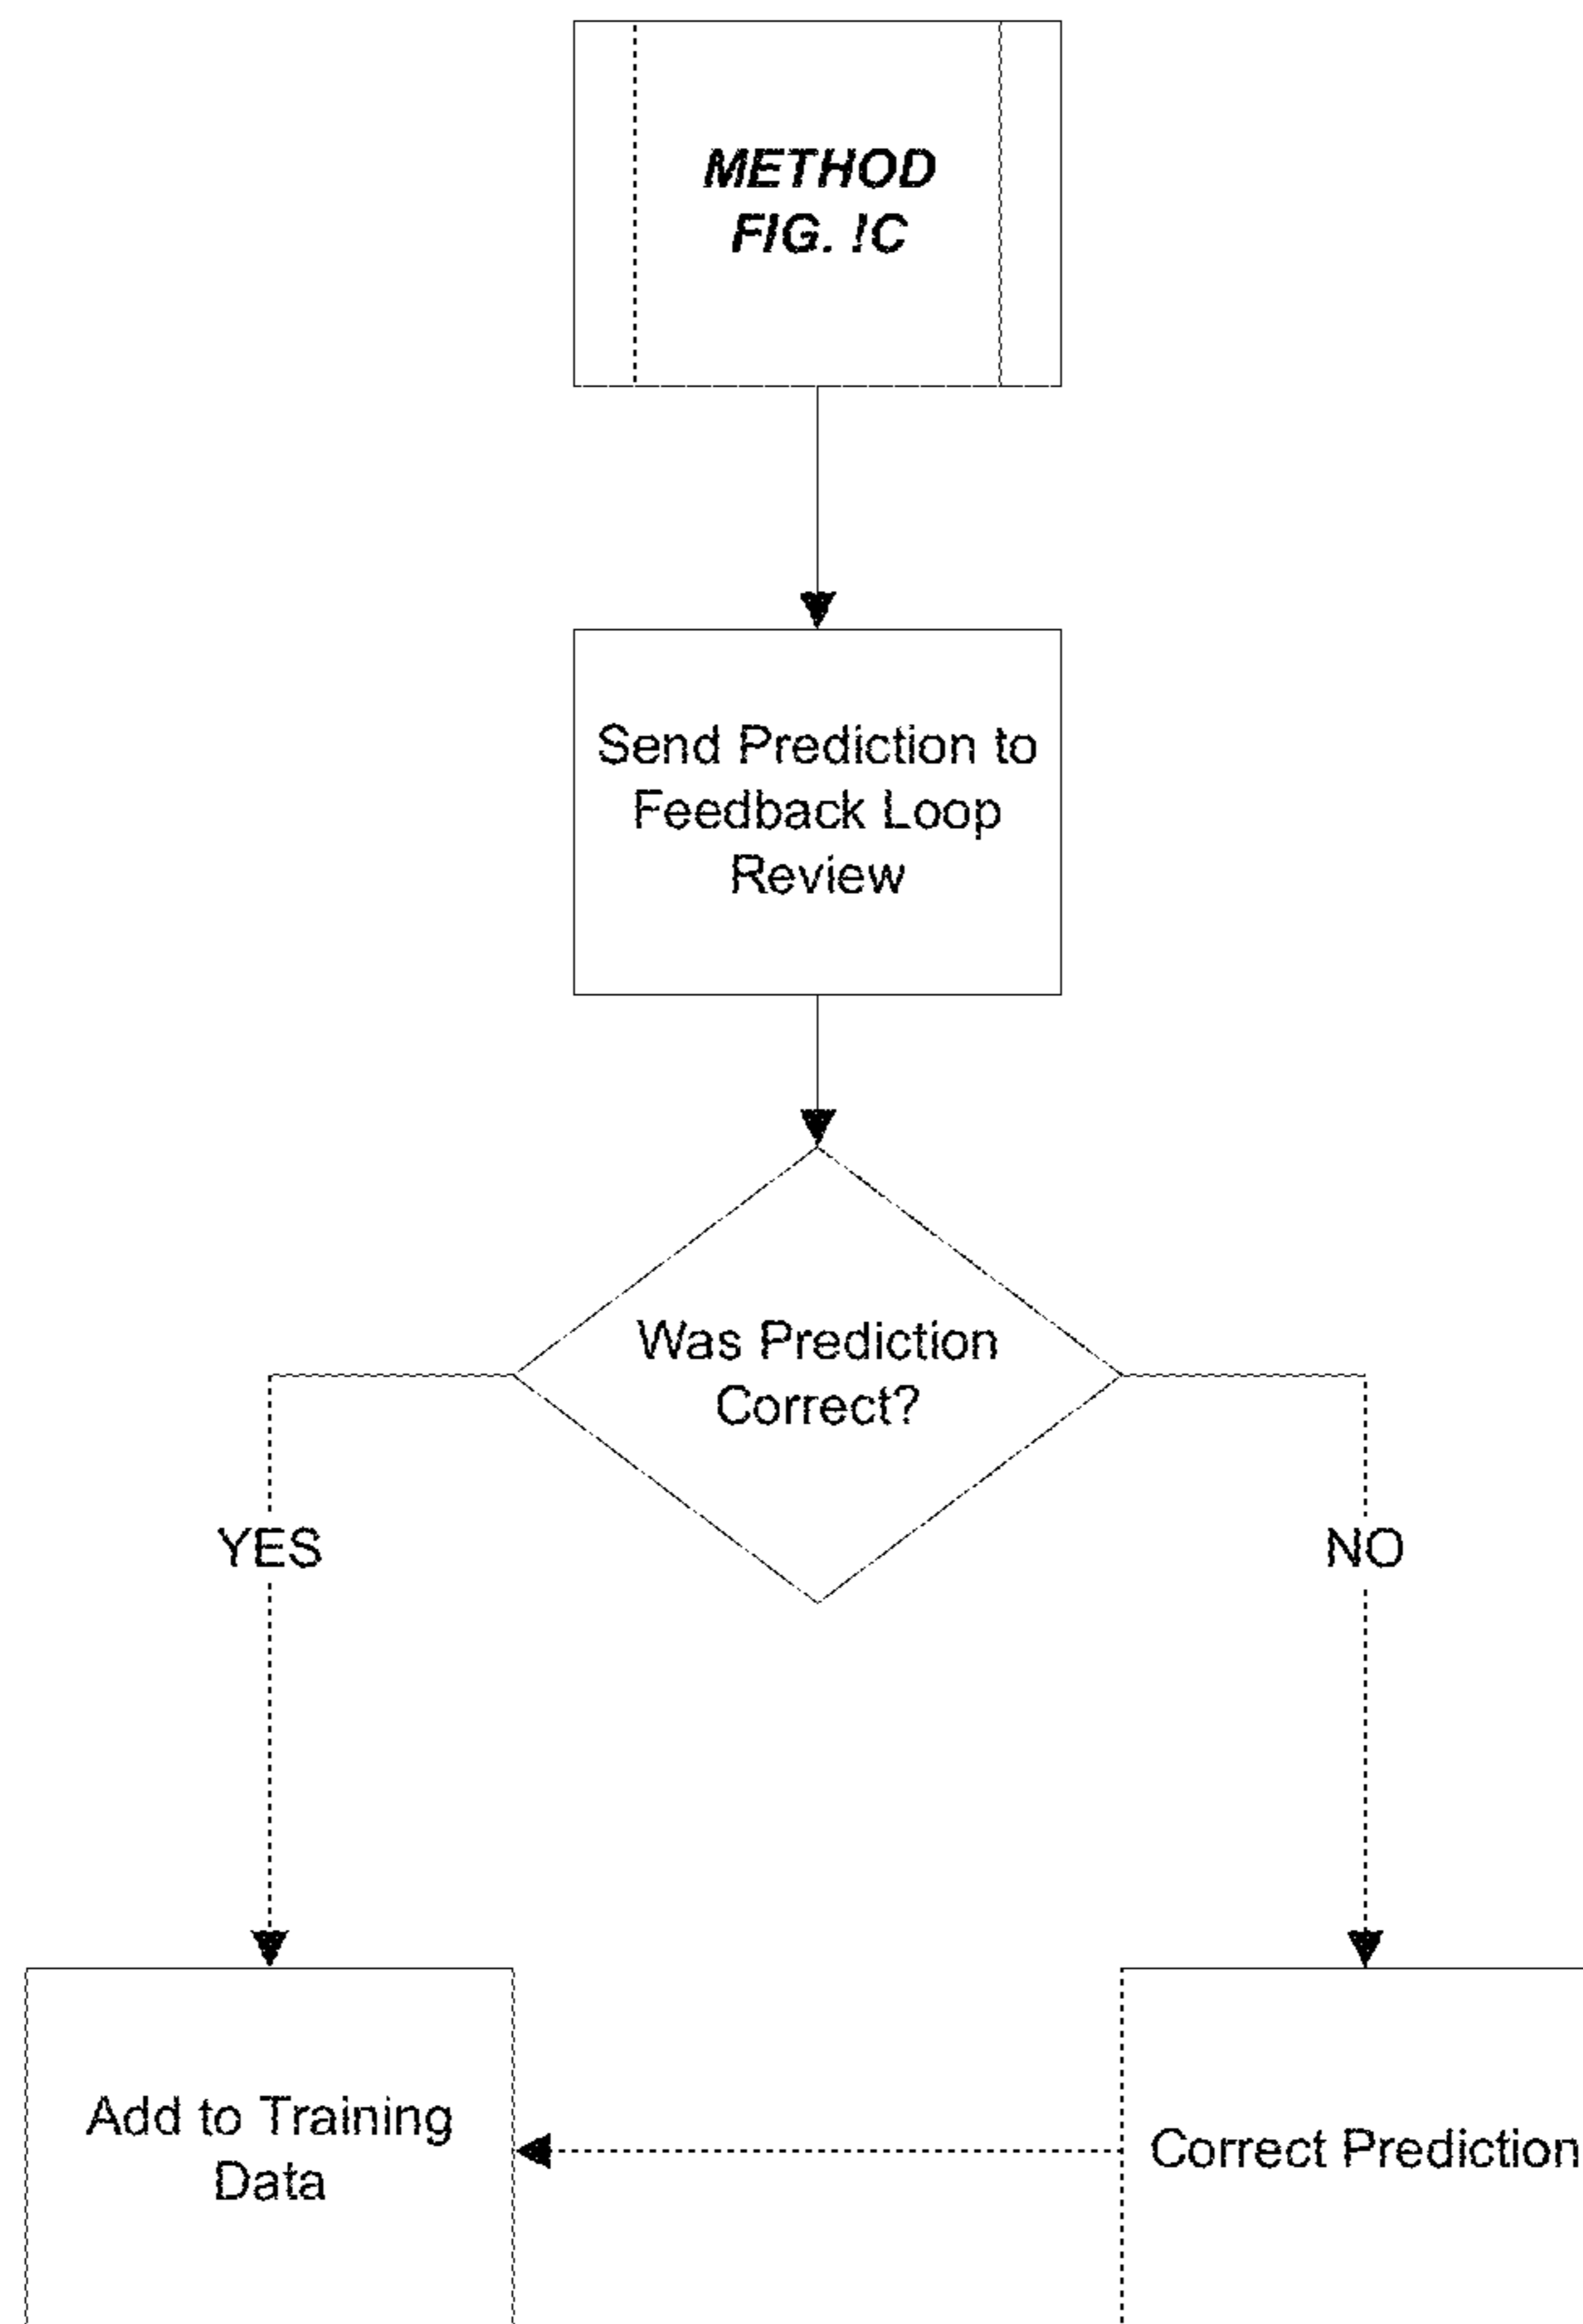 METHOD
FIG. !C
Send Prediction to
Feedback Loop
Review
Was Prediction
Correct?
YES
NO
Add to Training
Data
Correct Prediction